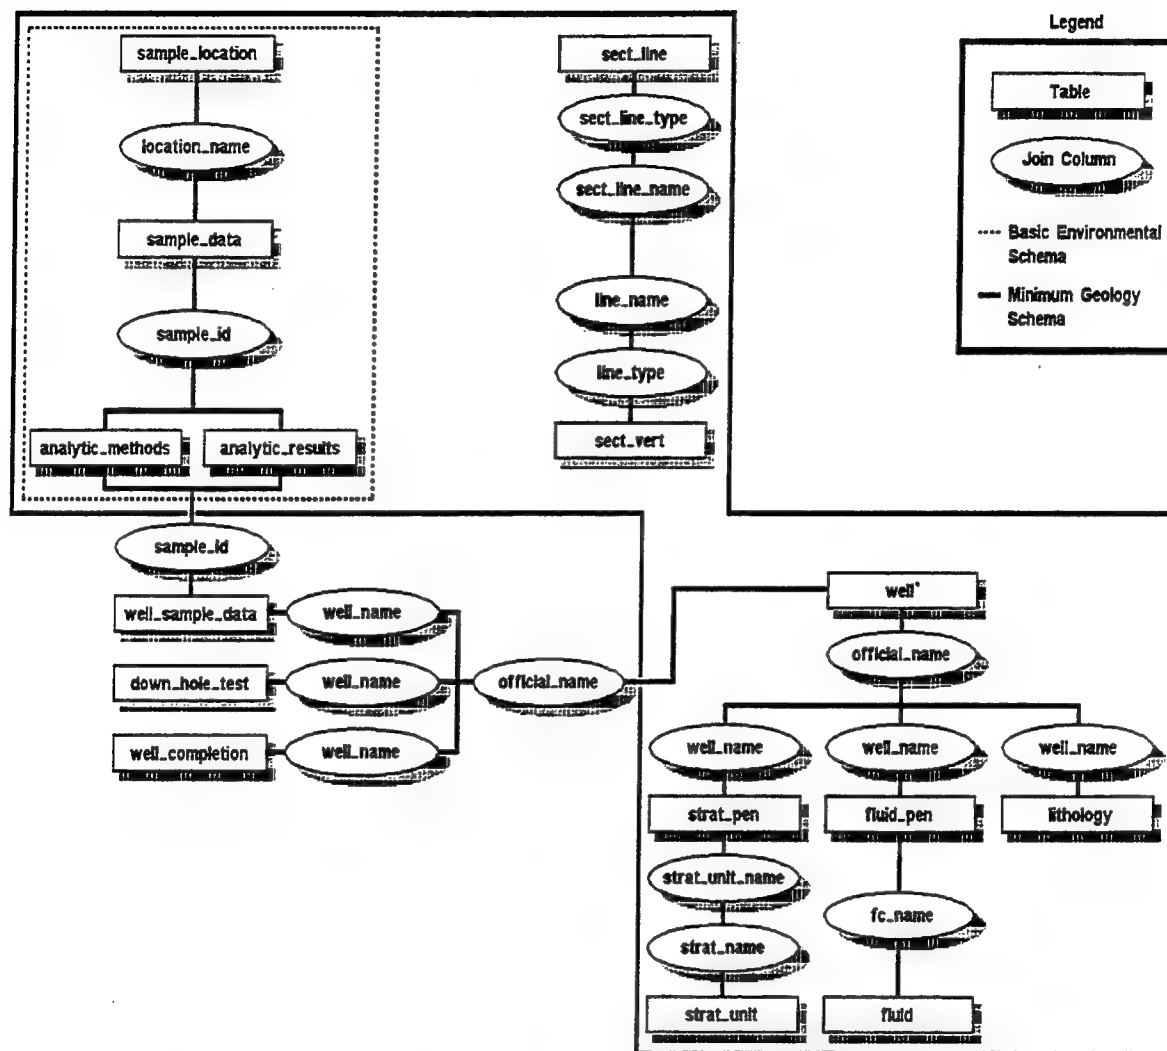 Legend
sample_location
sect_line
Table
sect_line_type
location_name
Join Column
sect_line_name
sample_data
Basic Environmental
Schema
line_name
Minimum Geology
Schema
sample_id
line_type
analytic_methods
analytic_results
sect_vert
sample_id
well*
well_sample_data
well_name
official_name
down_hole_test
well_name
official_name
well_completion
well_name
well_name
well_name
well_name
strat_pen
fluid_pen
lithology
strat_unit_name
fc_name
strat_name
strat_unit
fluid